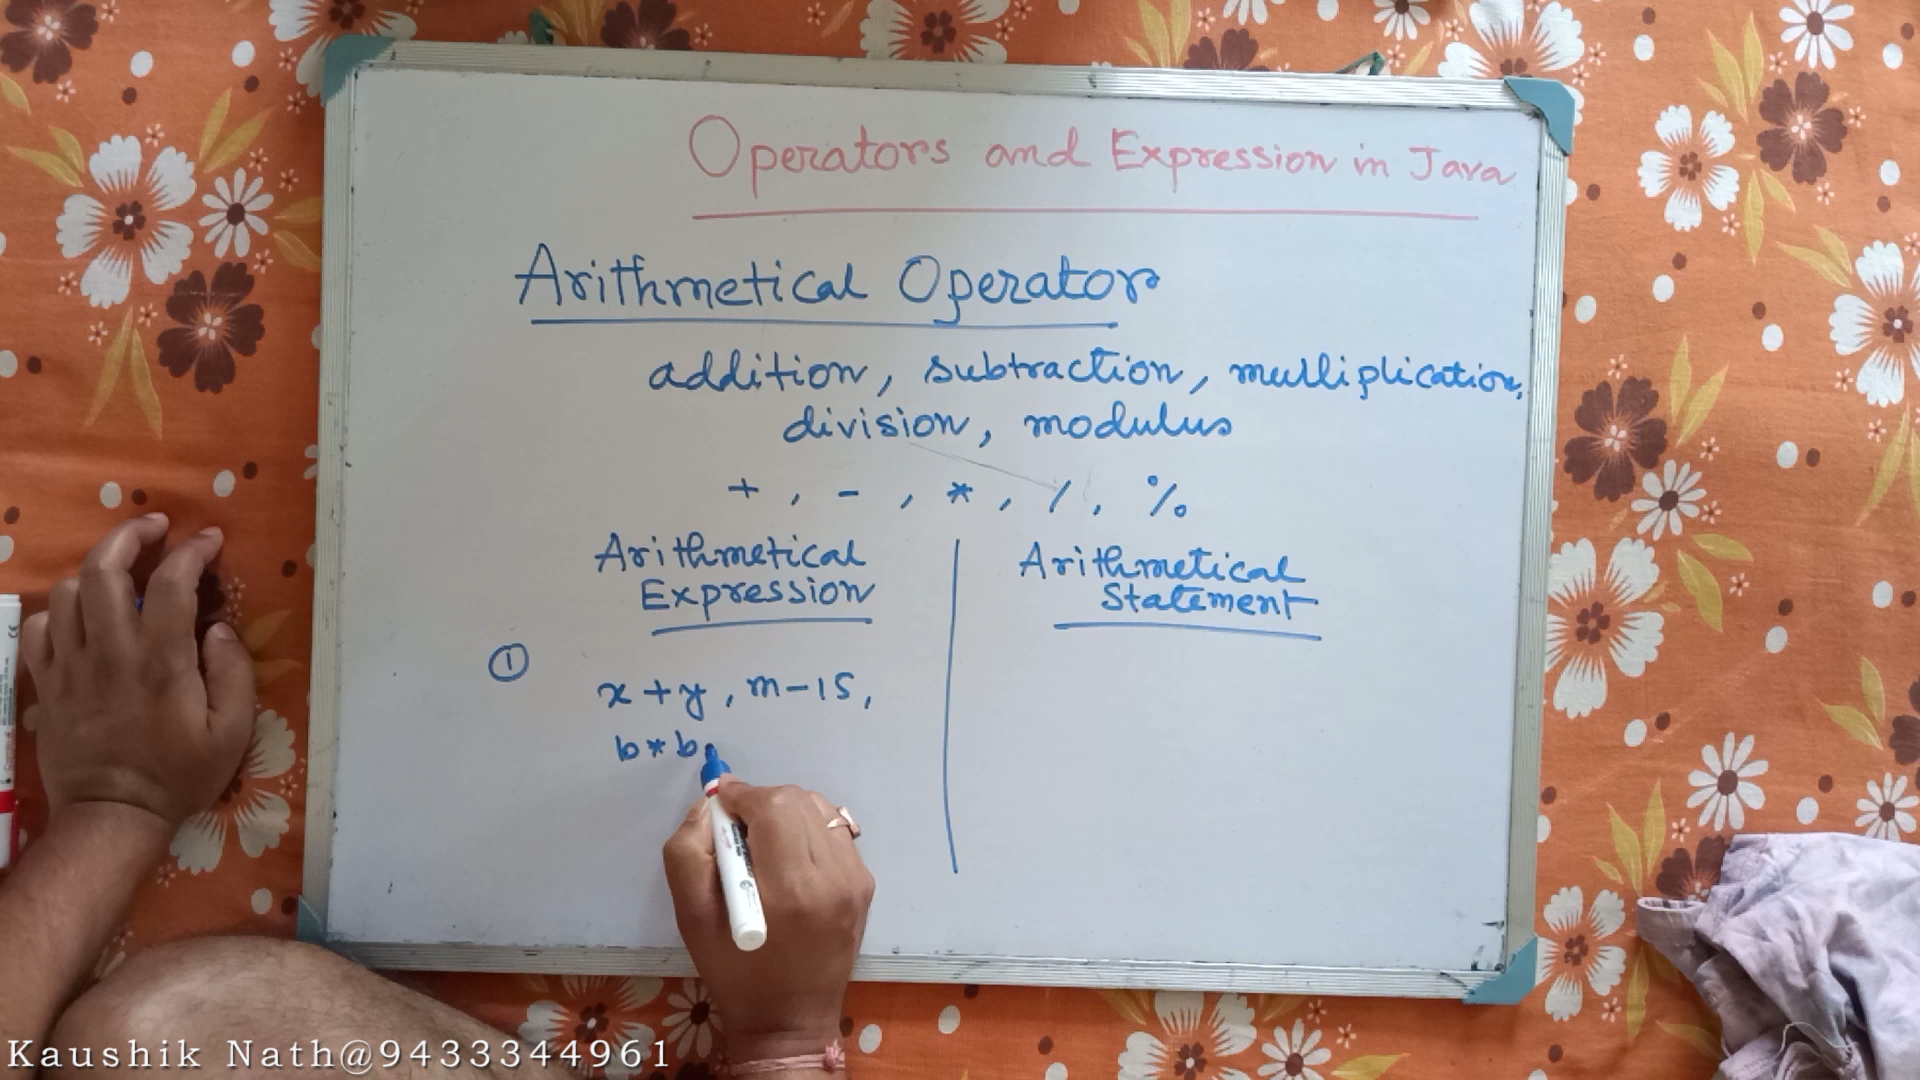 Operators and Expression in Java
Arithmetical Operator
addition, subtraction, multiplication,
division, modulus
+ , - , * , / , %
Arithmetical
Expression
Arithmetical
Statement
①
x + y , m - 15 ,
b * b
Kaushik Nath@9433344961